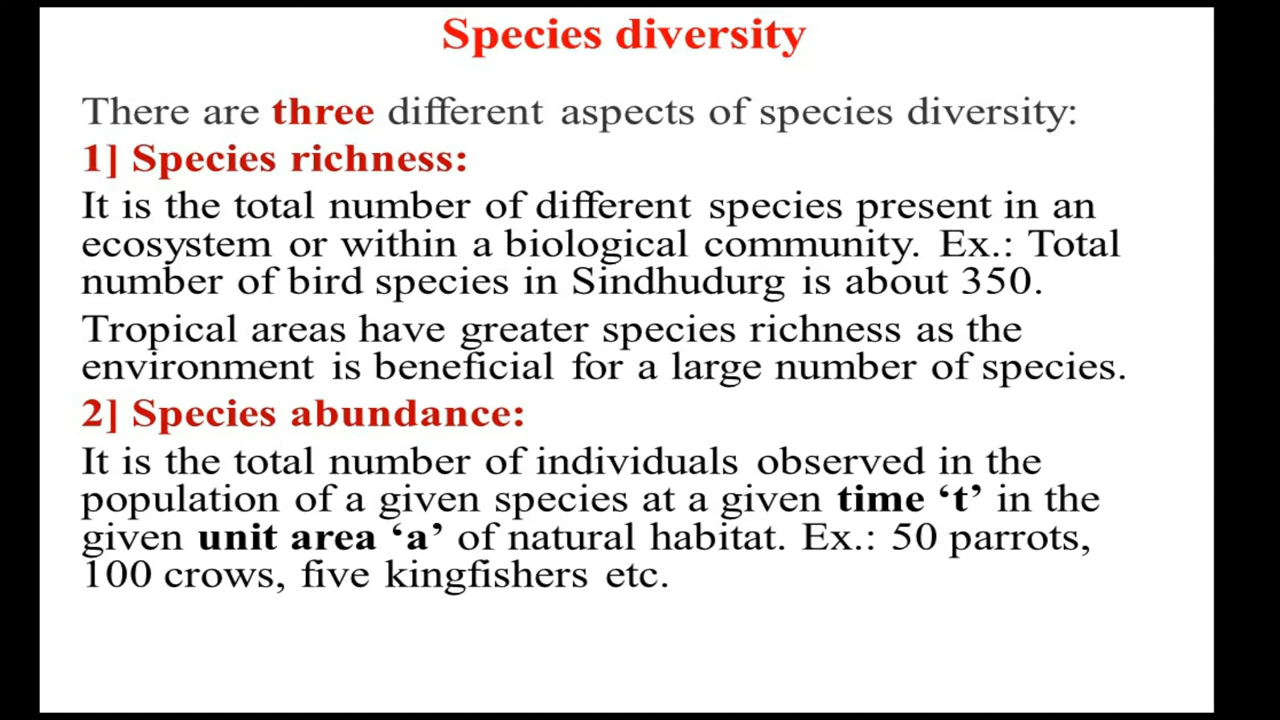 Species diversity
There are three different aspects of species diversity:
1] Species richness:
It is the total number of different species present in an
ecosystem or within a biological community. Ex.: Total
number of bird species in Sindhudurg is about 350.
Tropical areas have greater species richness as the
environment is beneficial for a large number of species.
2] Species abundance:
It is the total number of individuals observed in the
population of a given species at a given time ‘t’ in the
given unit area ‘a’ of natural habitat. Ex.: 50 parrots,
100 crows, five kingfishers etc.